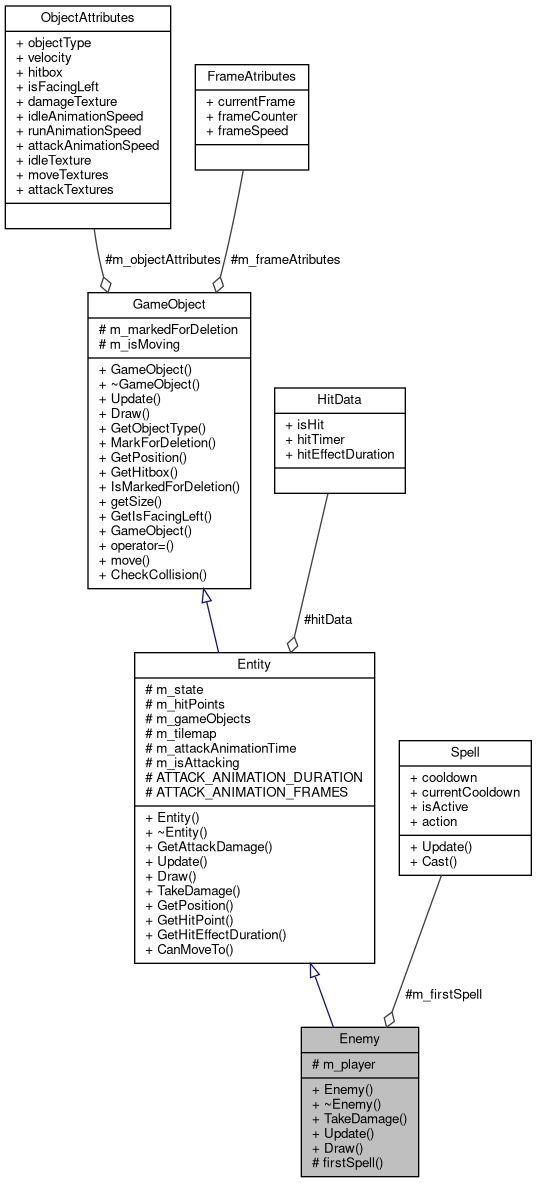 ObjectAttributes
+ objectType
+ velocity
+ hitbox
+ isFacingLeft
+ damageTexture
+ idleAnimationSpeed
+ runAnimationSpeed
+ attackAnimationSpeed
+ idleTexture
+ moveTextures
+ attackTextures
FrameAtributes
+ currentFrame
+ frameCounter
+ frameSpeed
#m_objectAttributes
#m_frameAtributes
GameObject
# m_markedForDeletion
# m_isMoving
+ GameObject()
+ ~GameObject()
+ Update()
+ Draw()
+ GetObjectType()
+ MarkForDeletion()
+ GetPosition()
+ GetHitbox()
+ IsMarkedForDeletion()
+ getSize()
+ GetIsFacingLeft()
+ GameObject()
+ operator=()
+ move()
+ CheckCollision()
HitData
+ isHit
+ hitTimer
+ hitEffectDuration
#hitData
Entity
# m_state
# m_hitPoints
# m_gameObjects
# m_tilemap
# m_attackAnimationTime
# m_isAttacking
# ATTACK_ANIMATION_DURATION
# ATTACK_ANIMATION_FRAMES
+ Entity()
+ ~Entity()
+ GetAttackDamage()
+ Update()
+ Draw()
+ TakeDamage()
+ GetPosition()
+ GetHitPoint()
+ GetHitEffectDuration()
+ CanMoveTo()
Spell
+ cooldown
+ currentCooldown
+ isActive
+ action
+ Update()
+ Cast()
#m_firstSpell
Enemy
# m_player
+ Enemy()
+ ~Enemy()
+ TakeDamage()
+ Update()
+ Draw()
# firstSpell()